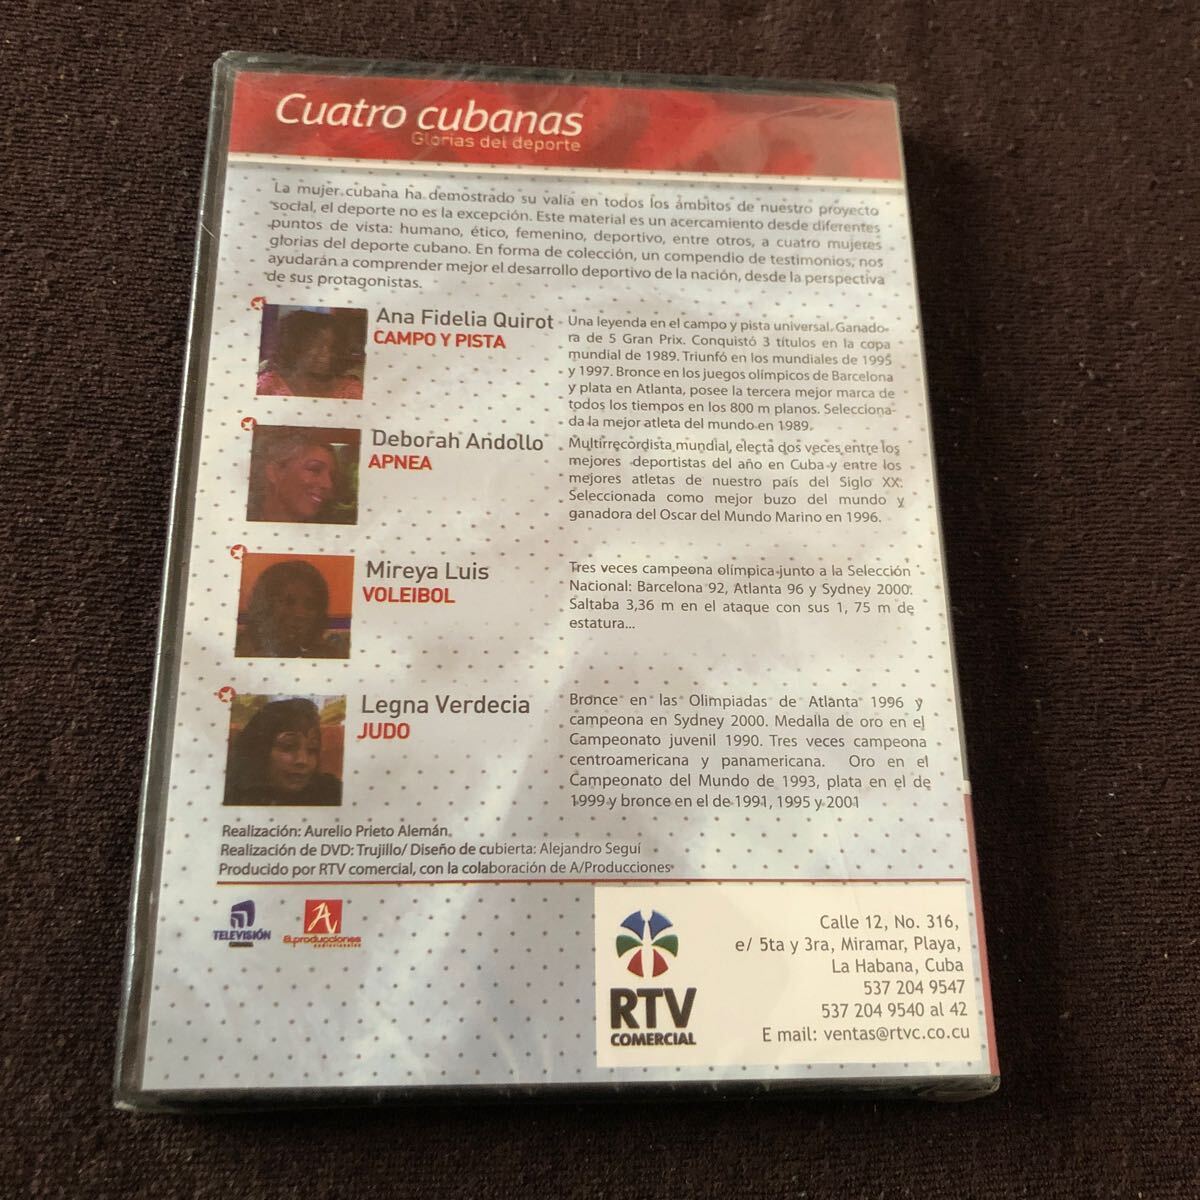 Cuatro cubanas
Glorias del deporte
La mujer cubana ha demostrado su valía en todos los ámbitos de nuestro proyecto
social, el deporte no es la excepción. Este material es un acercamiento desde diferentes
puntos de vista: humano, ético, femenino, deportivo, entre otros, a cuatro mujeres
glorias del deporte cubano. En forma de colección, un compendio de testimonios, nos
ayudarán a comprender mejor el desarrollo deportivo de la nación, desde la perspectiva
de sus protagonistas.
Ana Fidelia Quirot
CAMPO Y PISTA
Una leyenda en el campo y pista universal. Ganado-
ra de 5 Gran Prix. Conquistó 3 títulos en la copa
mundial de 1989. Triunfó en los mundiales de 1995
y 1997. Bronce en los juegos olímpicos de Barcelona
y plata en Atlanta, posee la tercera mejor marca de
todos los tiempos en los 800 m planos. Selecciona-
da la mejor atleta del mundo en 1989.
Deborah Andollo
APNEA
Multirrecordista mundial, electa dos veces entre los
mejores deportistas del año en Cuba y entre los
mejores atletas de nuestro país del Siglo XX.
Seleccionada como mejor buzo del mundo y
ganadora del Oscar del Mundo Marino en 1996.
Mireya Luis
VOLEIBOL
Tres veces campeona olímpica junto a la Selección
Nacional: Barcelona 92, Atlanta 96 y Sydney 2000.
Saltaba 3,36 m en el ataque con sus 1, 75 m de
estatura...
Legna Verdecia
JUDO
Bronce en las Olimpiadas de Atlanta 1996 y
campeona en Sydney 2000. Medalla de oro en el
Campeonato juvenil 1990. Tres veces campeona
centroamericana y panamericana. Oro en el
Campeonato del Mundo de 1993, plata en el de
1999 y bronce en el de 1991, 1995 y 2001
Realización: Aurelio Prieto Alemán.
Realización de DVD: Trujillo/ Diseño de cubierta: Alejandro Seguí
Producido por RTV comercial, con la colaboración de A/Producciones
TELEVISIÓN
A
a/producciones
audiovisuales
RTV
COMERCIAL
Calle 12, No. 316,
e/ 5ta y 3ra, Miramar, Playa,
La Habana, Cuba
537 204 9547
537 204 9540 al 42
E mail: ventas@rtvc.co.cu